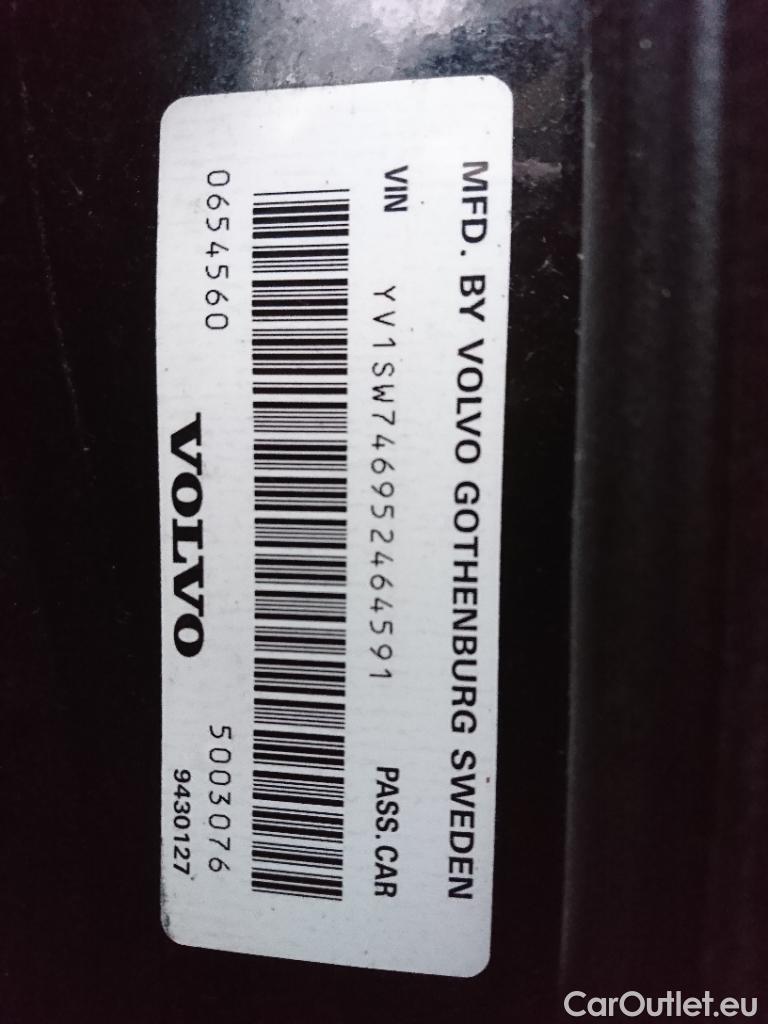 MFD. BY VOLVO GOTHENBURG SWEDEN
VIN YV1SW746952464591 PASS.CAR
0654560 5003076
VOLVO 9430127
CarOutlet.eu